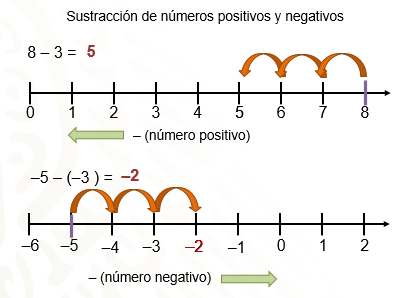 Sustracción de números positivos y negativos
8 – 3 = 5
0 1 2 3 4 5 6 7 8
– (número positivo)
–5 – (–3 ) = –2
–6 –5 –4 –3 –2 –1 0 1 2
– (número negativo)